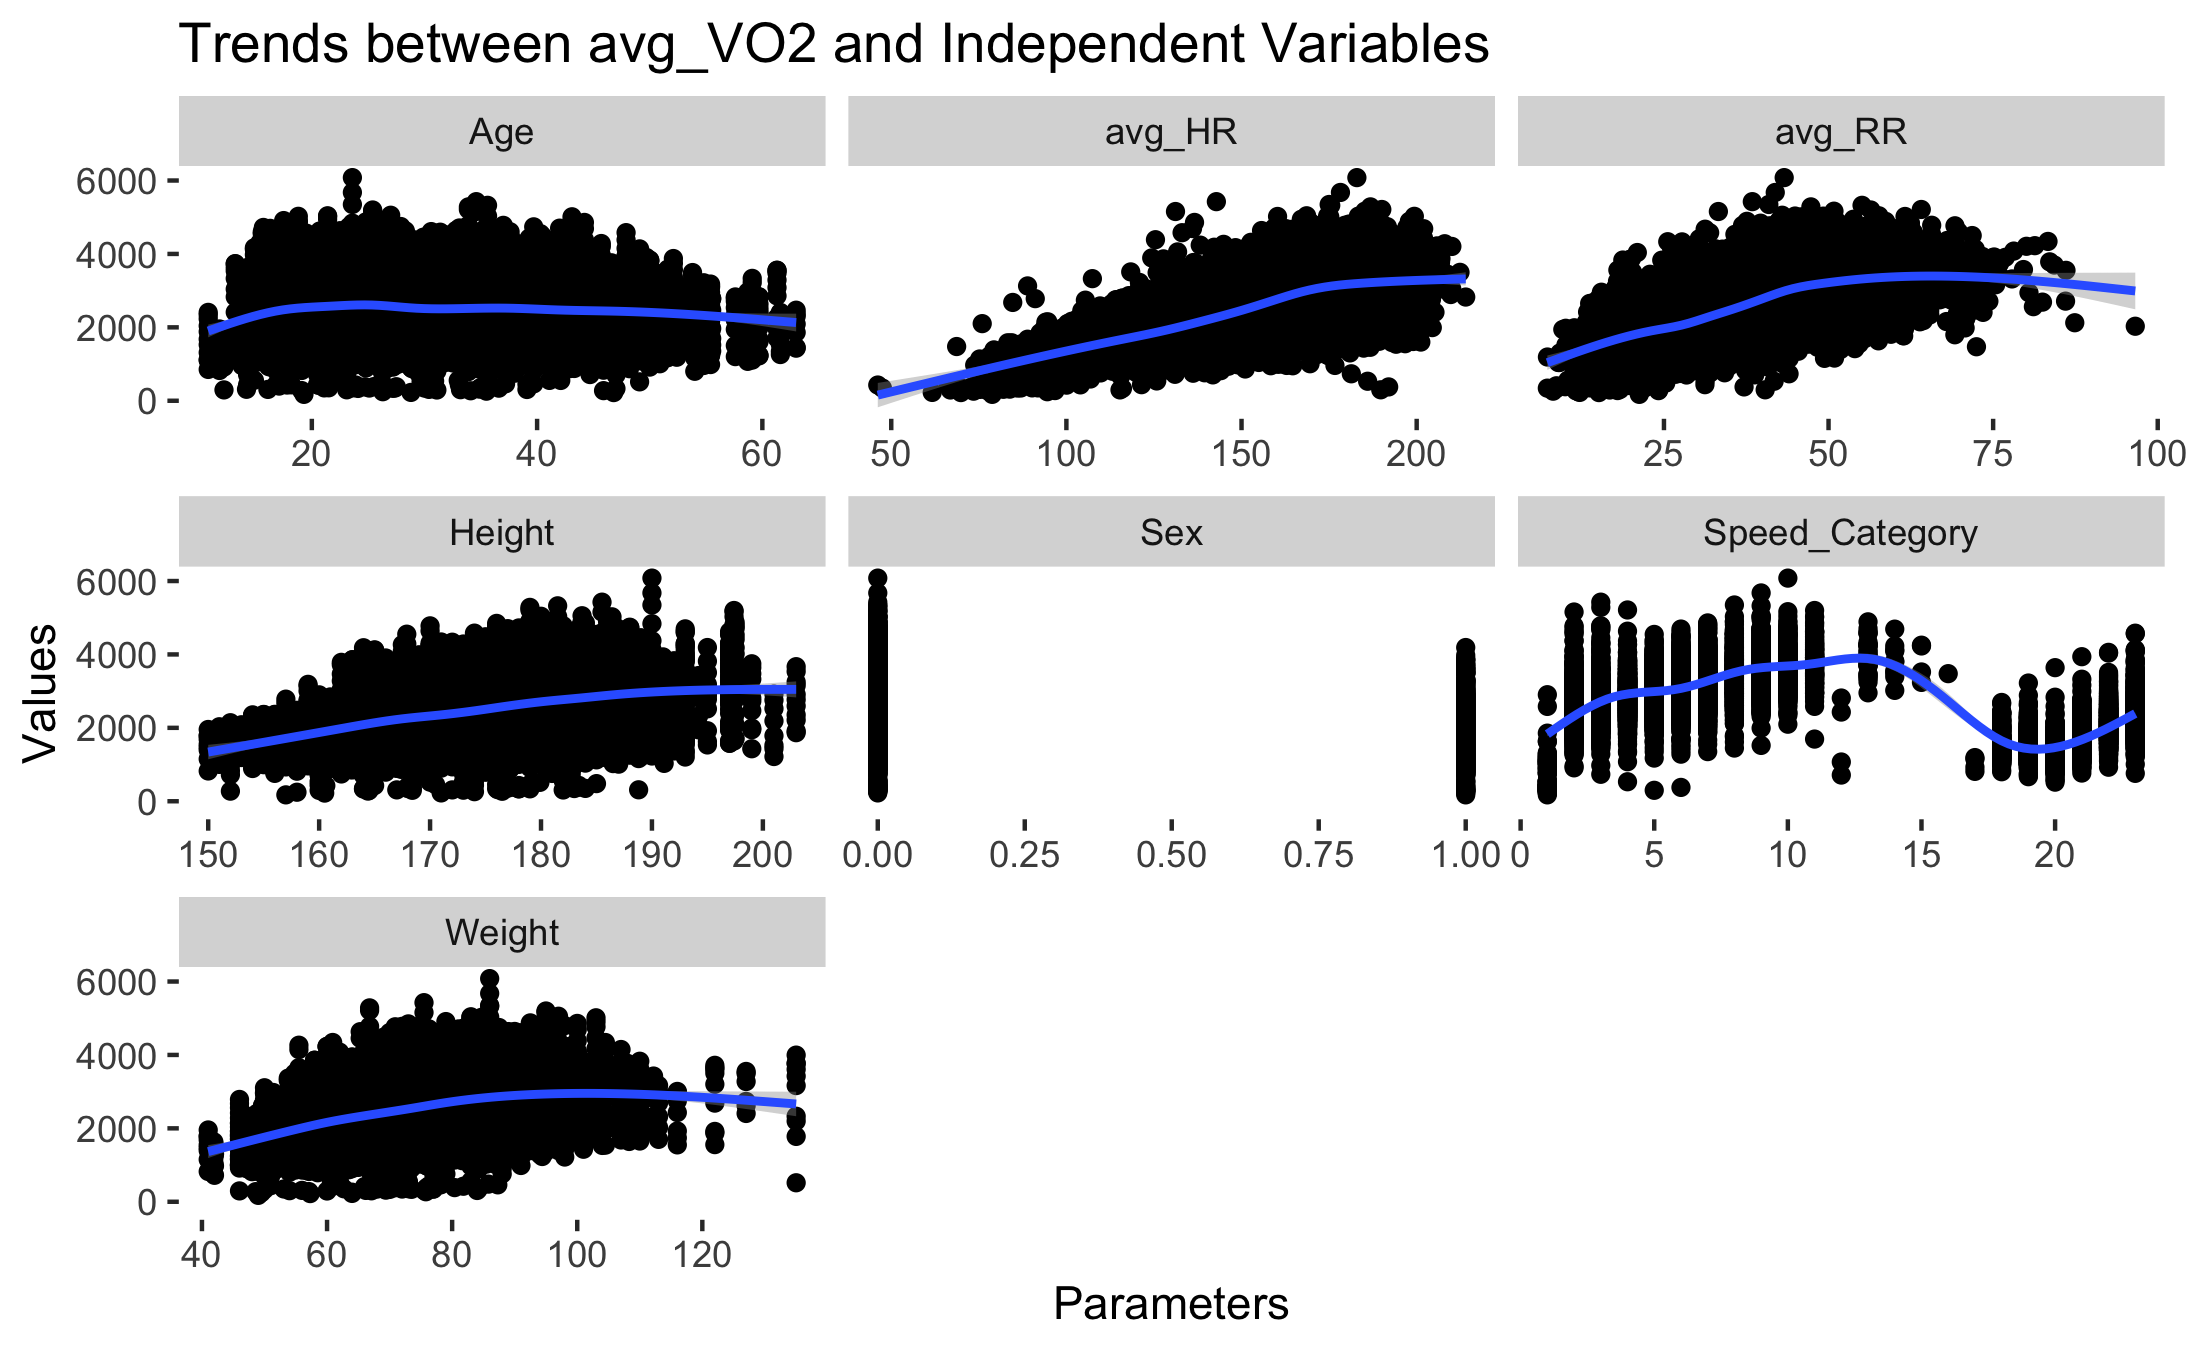 Trends between avg_VO2 and Independent Variables
Age
avg_HR
avg_RR
6000
4000
2000
0
20 40 60
50 100 150 200
25 50 75 100
Height
Sex
Speed_Category
6000
4000
2000
0
150 160 170 180 190 200
0.00 0.25 0.50 0.75 1.00
0 5 10 15 20
Weight
6000
4000
2000
0
40 60 80 100 120
Values
Parameters